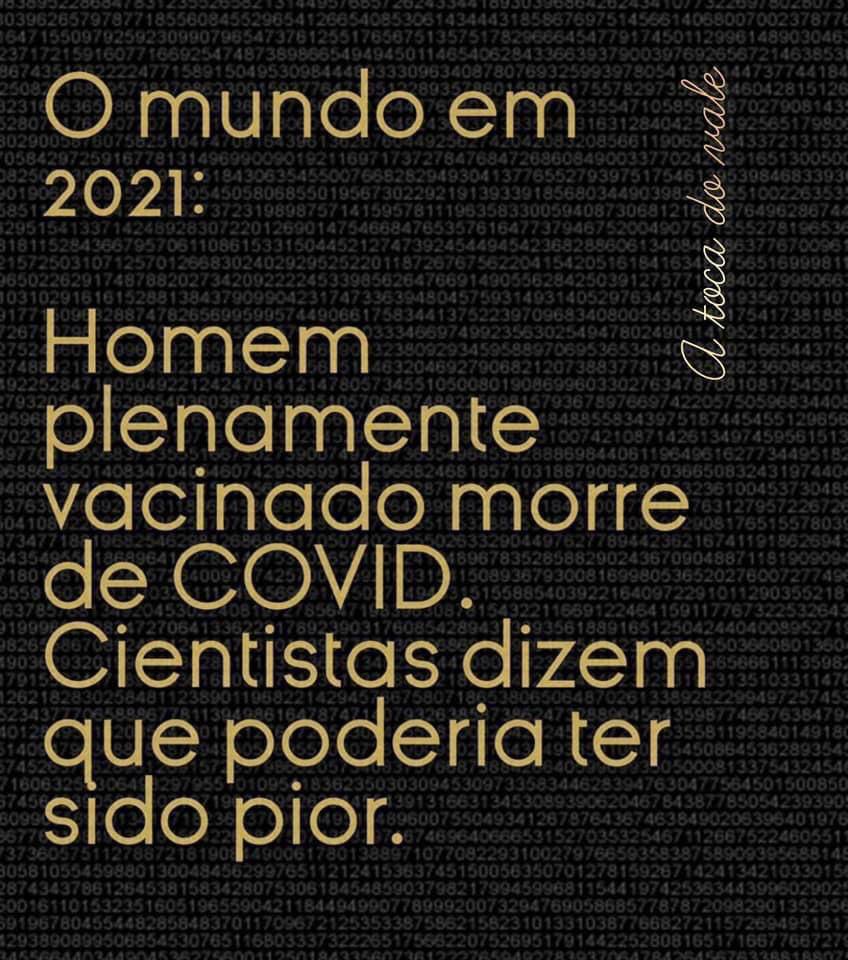 O mundo em
2021:
Homem
plenamente
vacinado morre
de COVID.
Cientistas dizem
que poderia ter
sido pior.
A toca do vale